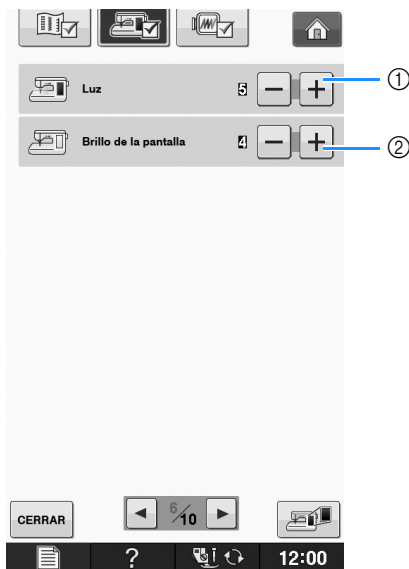 Luz 5 − + ①
Brillo de la pantalla 4 − + ②
CERRAR 6/10
? 12:00